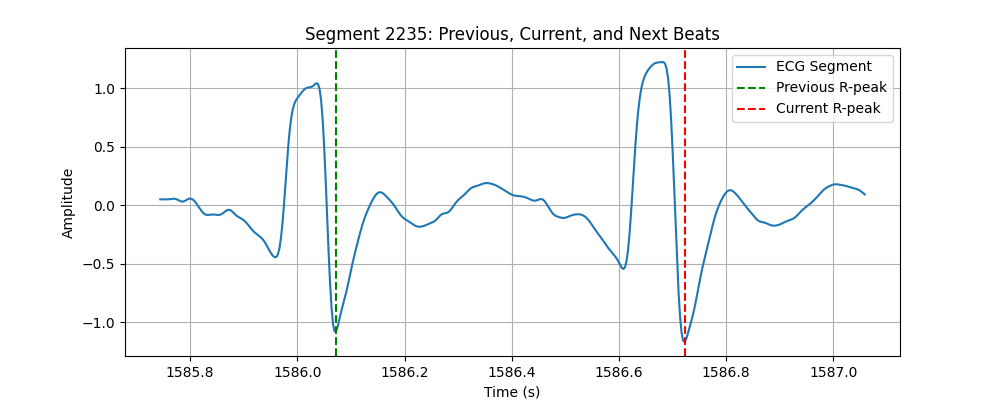 Segment 2235: Previous, Current, and Next Beats
ECG Segment
Previous R-peak
Current R-peak
Amplitude
1.0
0.5
0.0
−0.5
−1.0
1585.8 1586.0 1586.2 1586.4 1586.6 1586.8 1587.0
Time (s)